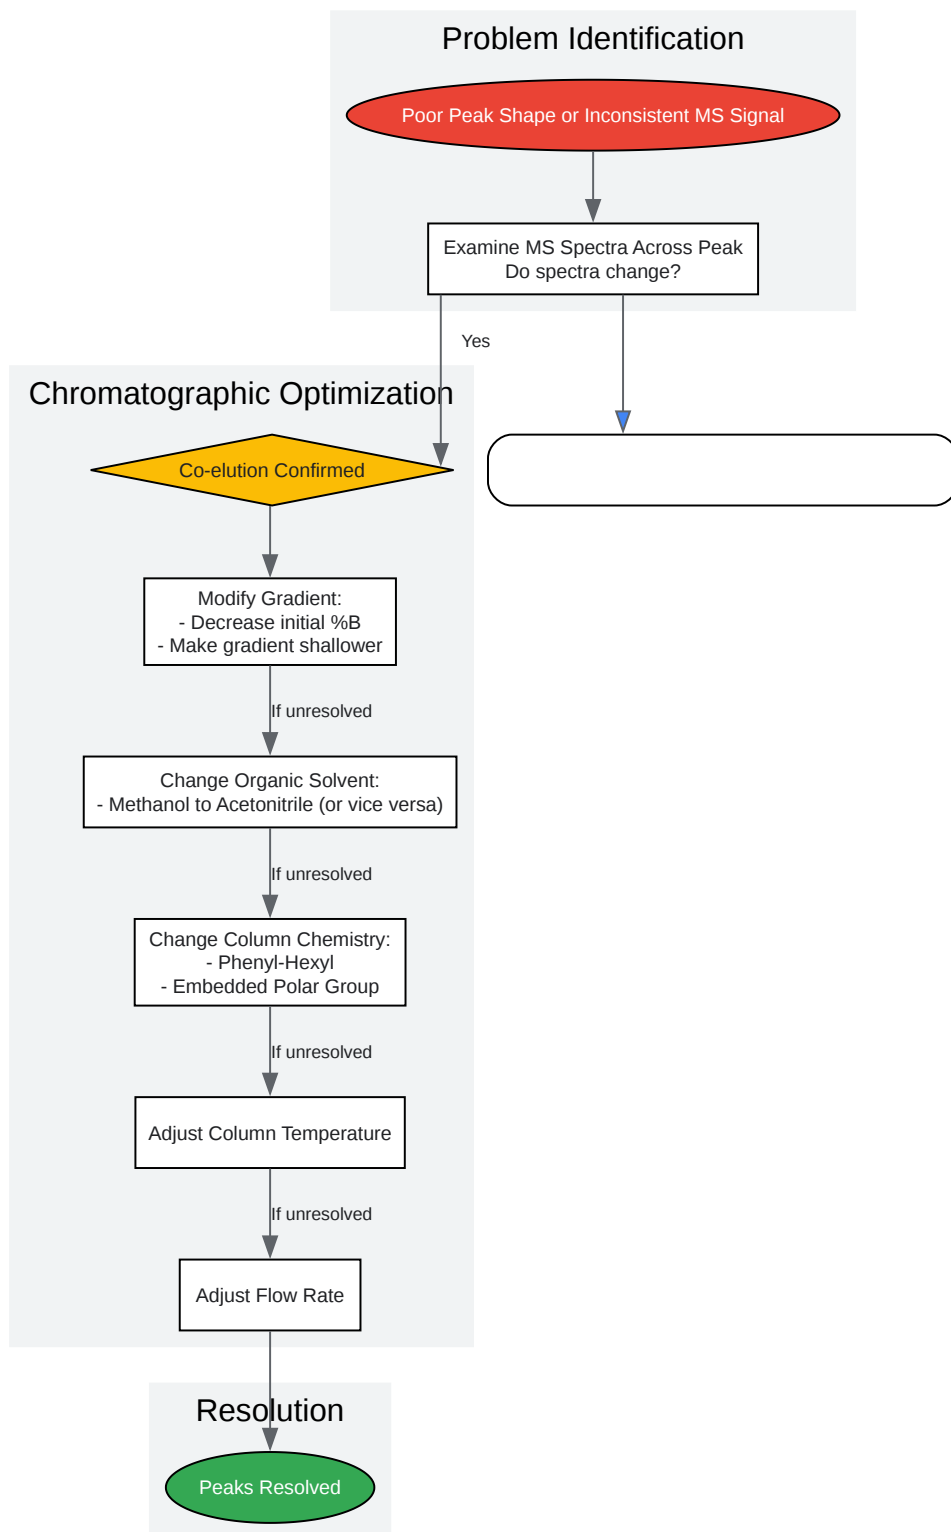 Problem Identification
Poor Peak Shape or Inconsistent MS Signal
Examine MS Spectra Across Peak
Do spectra change?
Yes
Chromatographic Optimization
Co-elution Confirmed
Modify Gradient:
- Decrease initial %B
- Make gradient shallower
If unresolved
Change Organic Solvent:
- Methanol to Acetonitrile (or vice versa)
If unresolved
Change Column Chemistry:
- Phenyl-Hexyl
- Embedded Polar Group
If unresolved
Adjust Column Temperature
If unresolved
Adjust Flow Rate
Resolution
Peaks Resolved